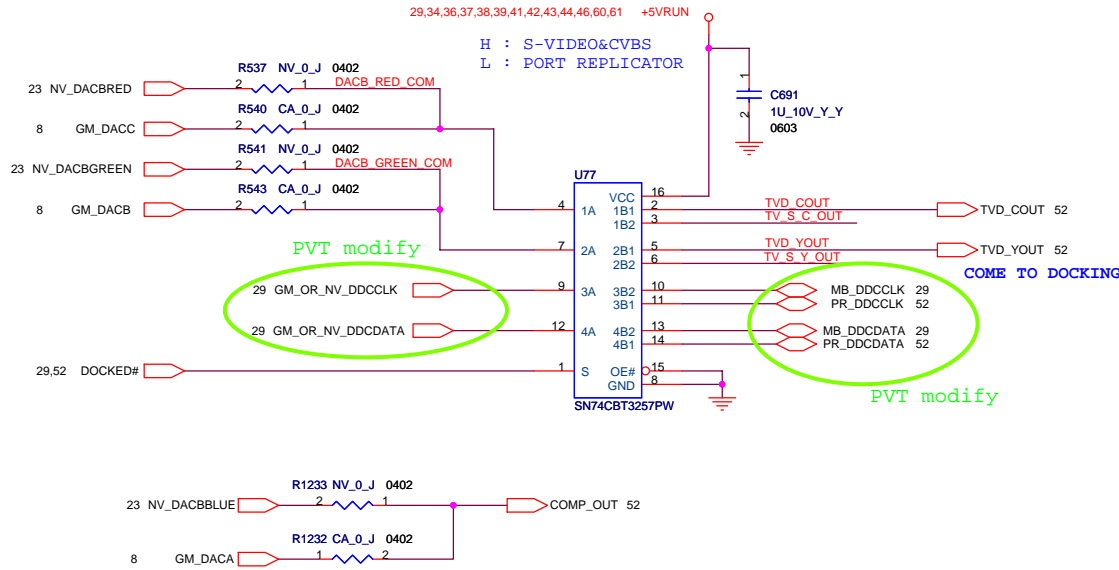 29,34,36,37,38,39,41,42,43,44,46,60,61 +5VRUN
H : S-VIDEO&CVBS
L : PORT REPLICATOR
R537 NV_0_J 0402
23 NV_DACBRED 2 1 DACB_RED_COM
R540 CA_0_J 0402
8 GM_DACC 2 1
R541 NV_0_J 0402
23 NV_DACBGREEN 2 1 DACB_GREEN_COM
R543 CA_0_J 0402
8 GM_DACB 2 1
1
C691
1U_10V_Y_Y
2
0603
U77
VCC 16
4 1A 1B1 2 TVD_COUT TVD_COUT 52
1B2 3 TV_S_C_OUT
7 2A 2B1 5 TVD_YOUT TVD_YOUT 52
2B2 6 TV_S_Y_OUT
COME TO DOCKING
PVT modify
29 GM_OR_NV_DDCCLK 9 3A 3B2 10 MB_DDCCLK 29
3B1 11 PR_DDCCLK 52
29 GM_OR_NV_DDCDATA 12 4A 4B2 13 MB_DDCDATA 29
4B1 14 PR_DDCDATA 52
29,52 DOCKED# 1 S OE# 15
GND 8
SN74CBT3257PW
PVT modify
R1233 NV_0_J 0402
23 NV_DACBBLUE 2 1 COMP_OUT 52
R1232 CA_0_J 0402
8 GM_DACA 1 2